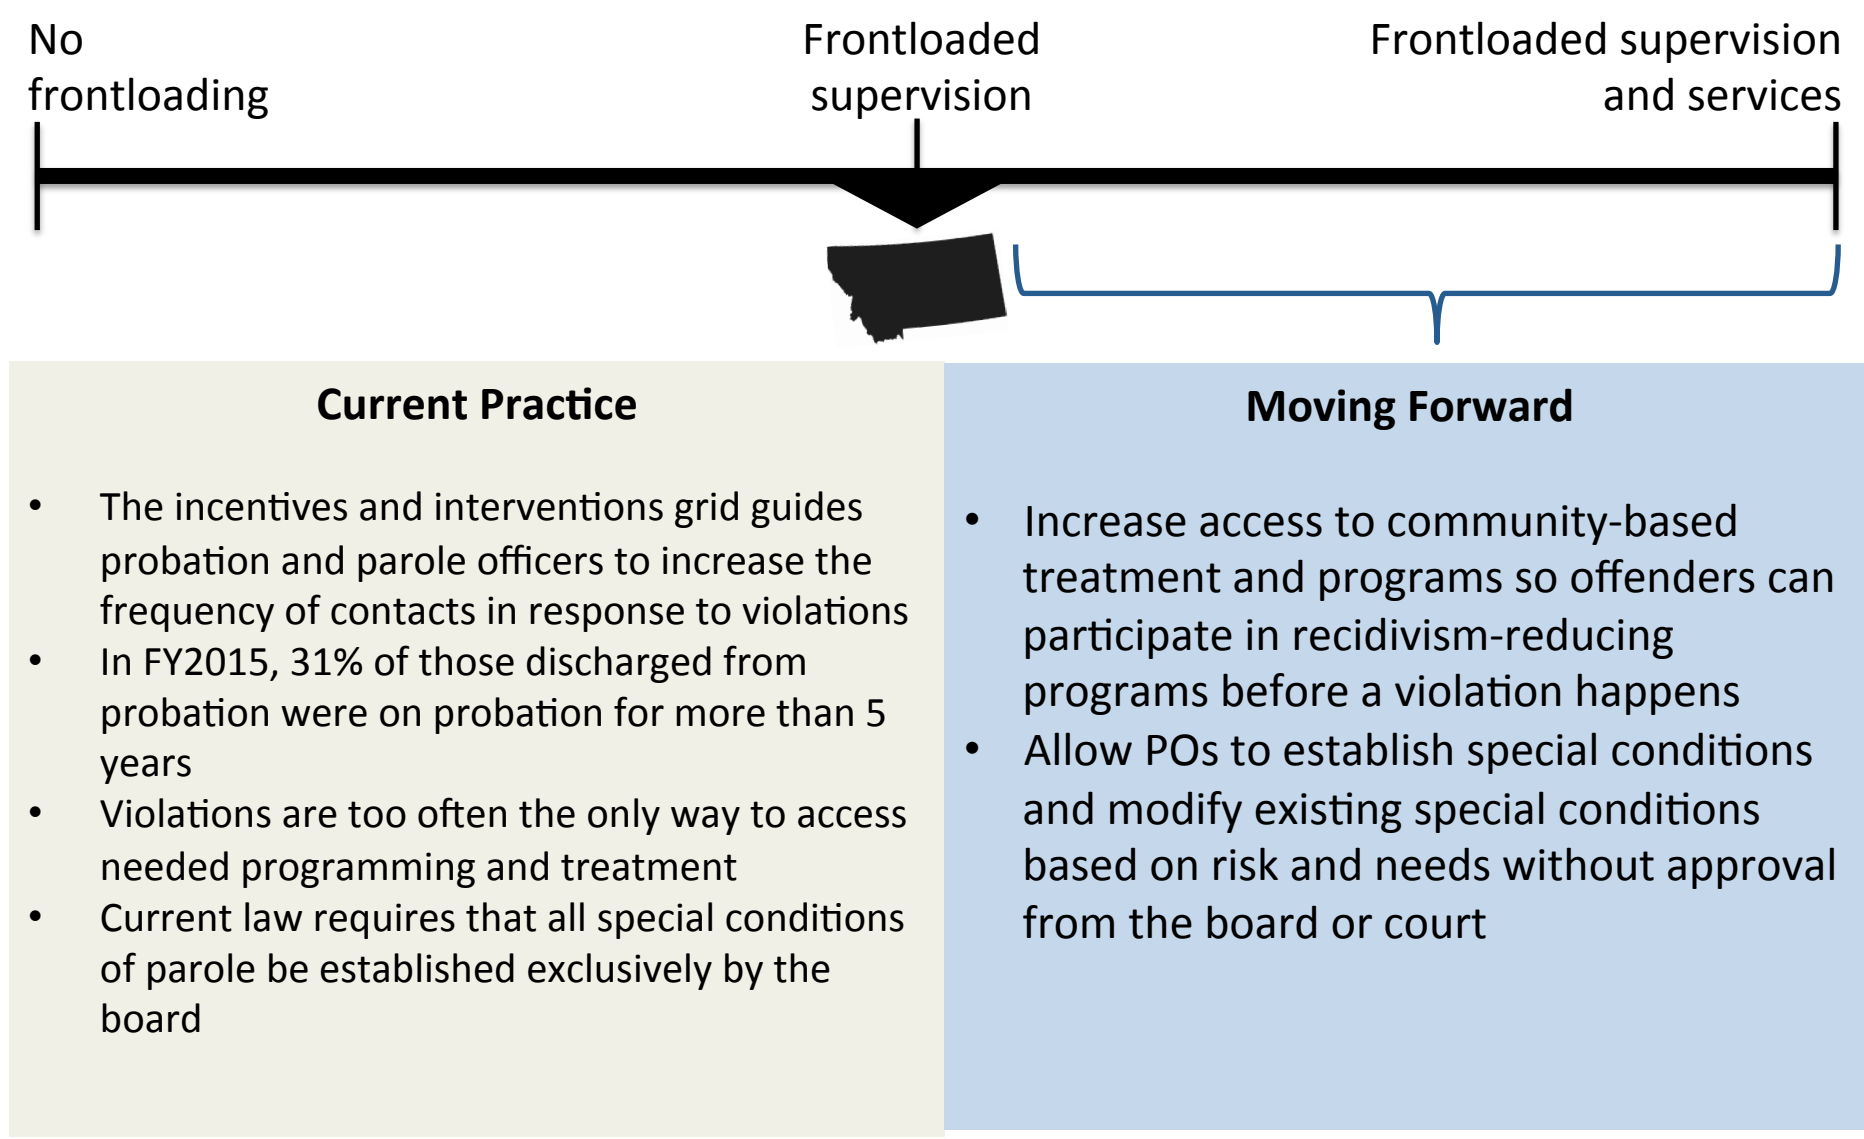 No
frontloading
Frontloaded
supervision
Frontloaded supervision
and services
Current Practice
• The incentives and interventions grid guides
probation and parole officers to increase the
frequency of contacts in response to violations
• In FY2015, 31% of those discharged from
probation were on probation for more than 5
years
• Violations are too often the only way to access
needed programming and treatment
• Current law requires that all special conditions
of parole be established exclusively by the
board
Moving Forward
• Increase access to community-based
treatment and programs so offenders can
participate in recidivism-reducing
programs before a violation happens
• Allow POs to establish special conditions
and modify existing special conditions
based on risk and needs without approval
from the board or court